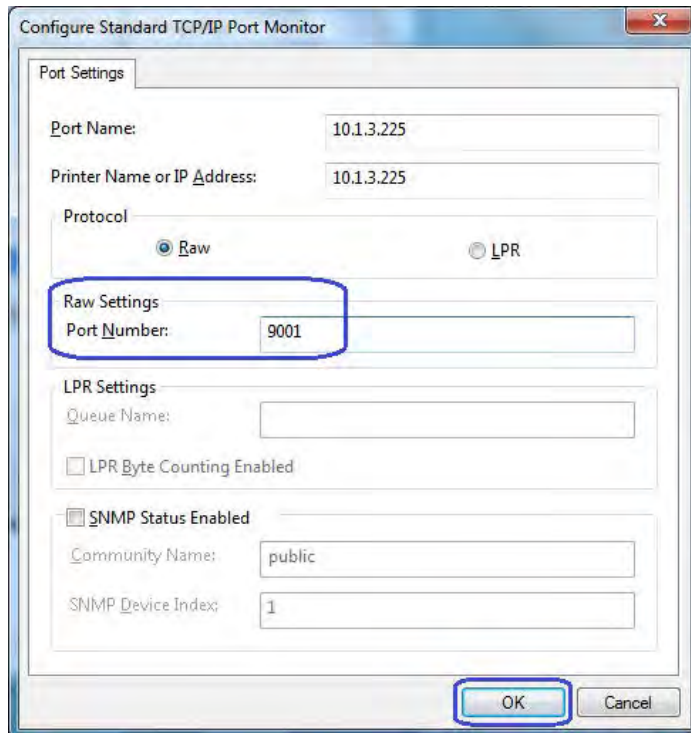 Configure Standard TCP/IP Port Monitor
Port Settings
Port Name: 10.1.3.225
Printer Name or IP Address: 10.1.3.225
Protocol
Raw LPR
Raw Settings
Port Number: 9001
LPR Settings
Queue Name:
LPR Byte Counting Enabled
SNMP Status Enabled
Community Name: public
SNMP Device Index: 1
OK Cancel